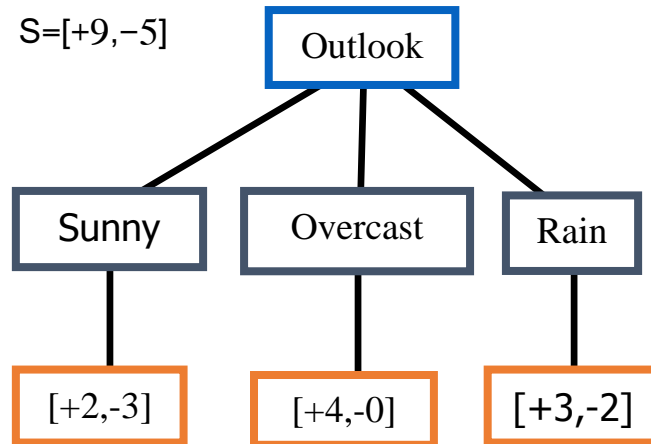 S=[+9,−5]
Outlook
Sunny
Overcast
Rain
[+2,-3]
[+4,-0]
[+3,-2]